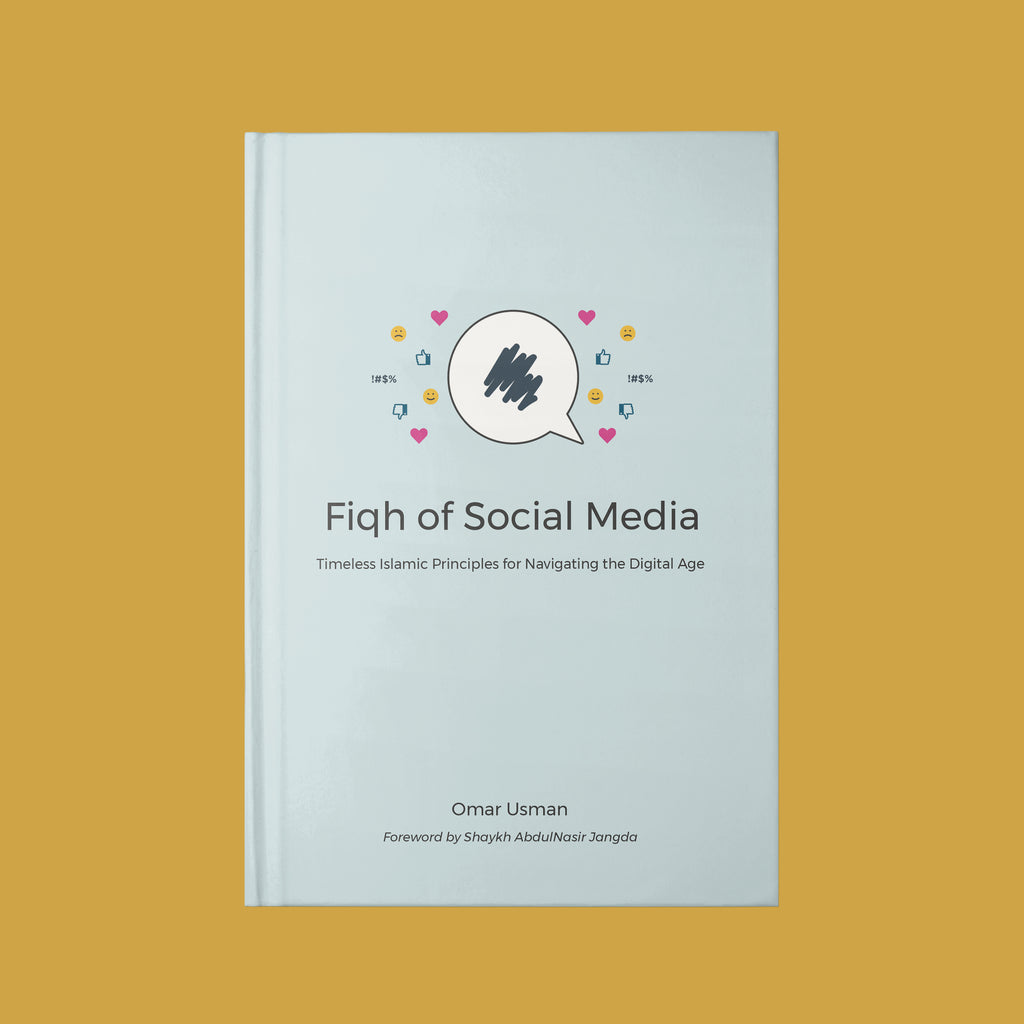 !#$% !#$%
Fiqh of Social Media
Timeless Islamic Principles for Navigating the Digital Age
Omar Usman
Foreword by Shaykh AbdulNasir Jangda